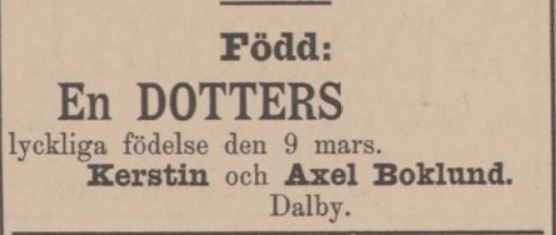 Född:
En DOTTERS
lyckliga födelse den 9 mars.
Kerstin och Axel Boklund.
Dalby.